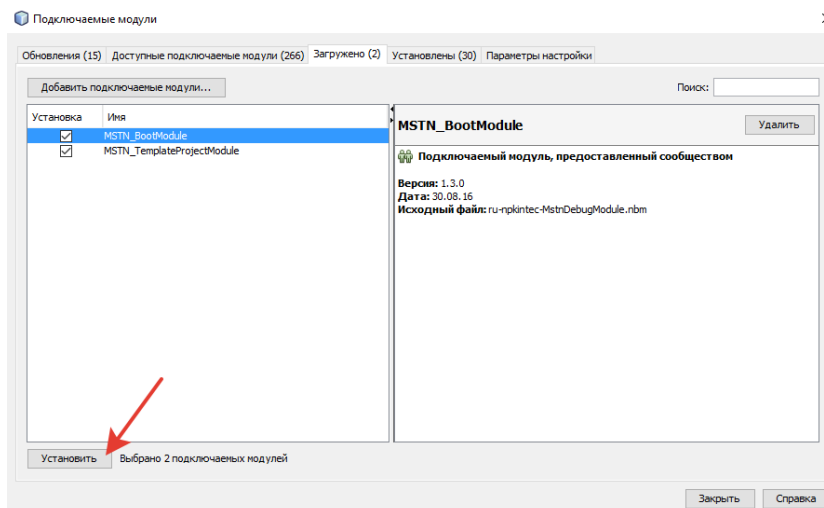 Подключаемые модули
Обновления (15) Доступные подключаемые модули (266) Загружено (2) Установлены (30) Параметры настройки
Добавить подключаемые модули... Поиск:
Установка Имя
MSTN_BootModule
MSTN_TemplateProjectModule
MSTN_BootModule Удалить
Подключаемый модуль, предоставленный сообществом
Версия: 1.3.0
Дата: 30.08.16
Исходный файл: ru-npkintec-MstnDebugModule.nbm
Установить Выбрано 2 подключаемых модулей
Закрыть Справка